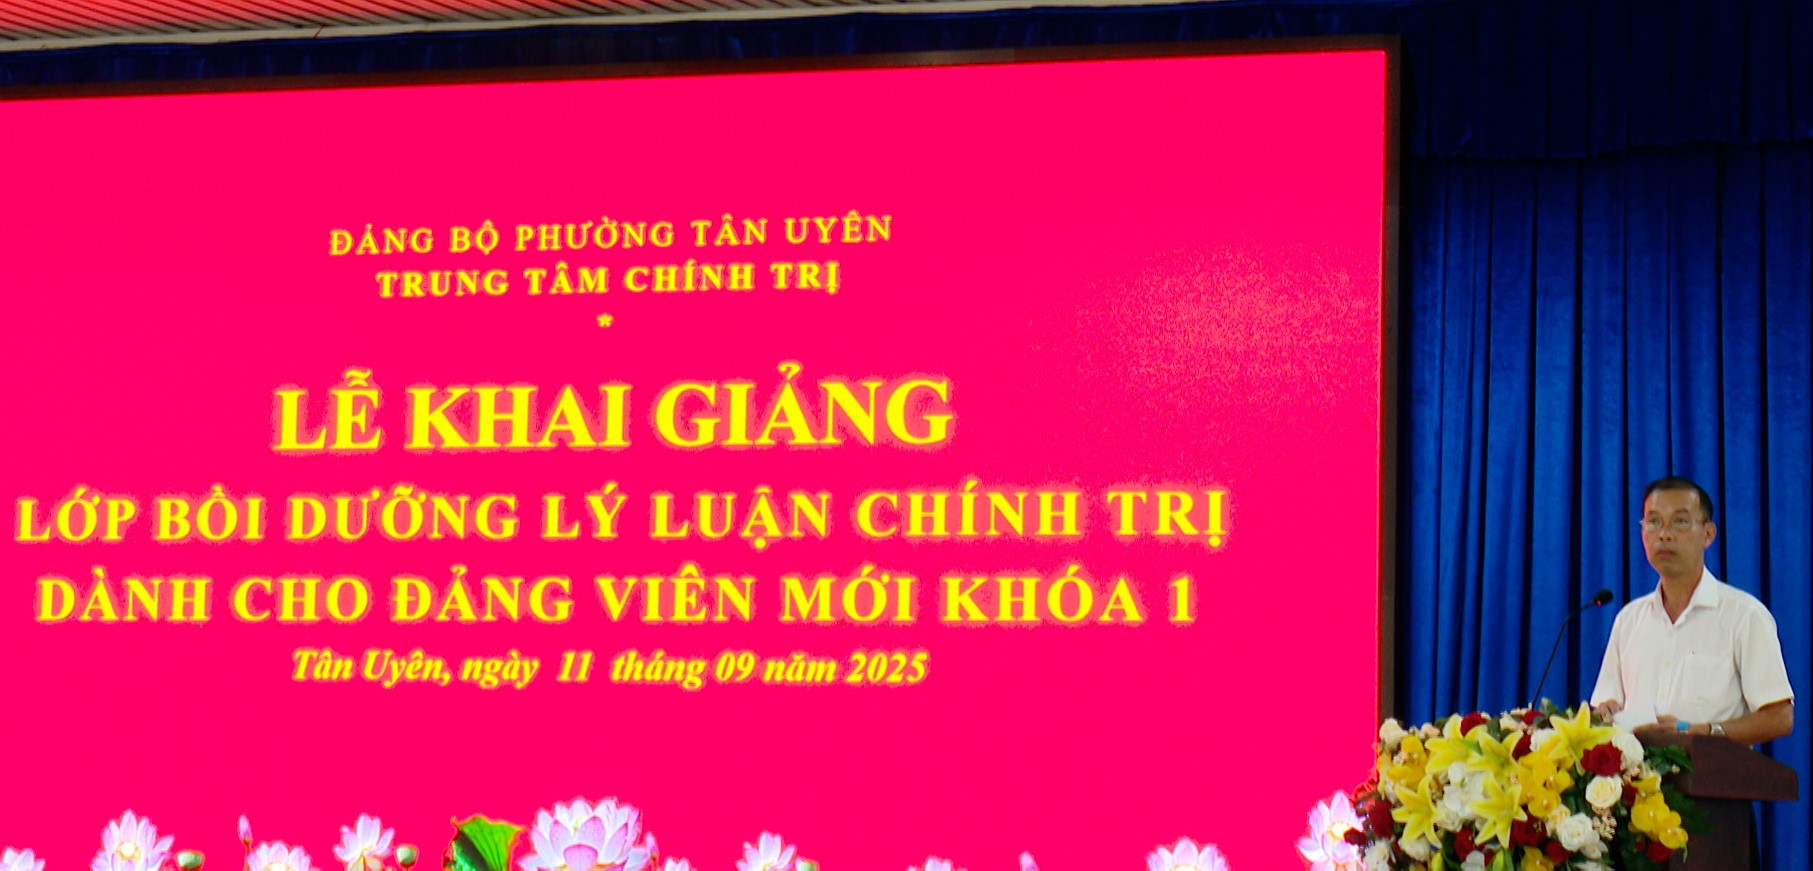 ĐẢNG BỘ PHƯỜNG TÂN UYÊN
TRUNG TÂM CHÍNH TRỊ
*
LỄ KHAI GIẢNG
LỚP BỒI DƯỠNG LÝ LUẬN CHÍNH TRỊ
DÀNH CHO ĐẢNG VIÊN MỚI KHÓA 1
Tân Uyên, ngày 11 tháng 09 năm 2025